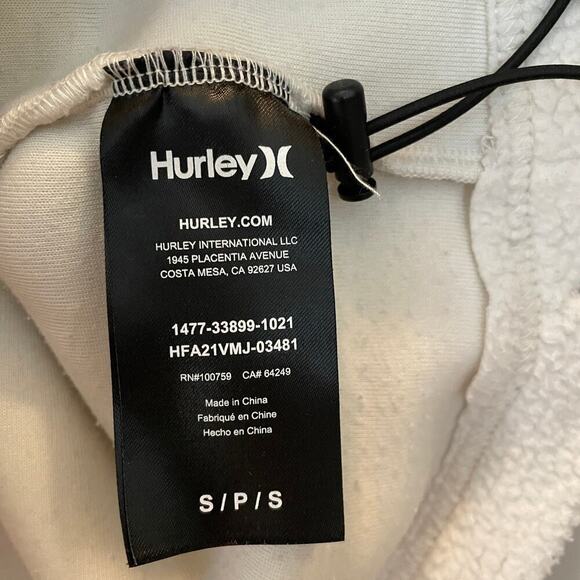 Hurley
HURLEY.COM
HURLEY INTERNATIONAL LLC
1945 PLACENTIA AVENUE
COSTA MESA, CA 92627 USA
1477-33899-1021
HFA21VMJ-03481
RN#100759 CA# 64249
Made in China
Fabriqué en Chine
Hecho en China
S / P / S